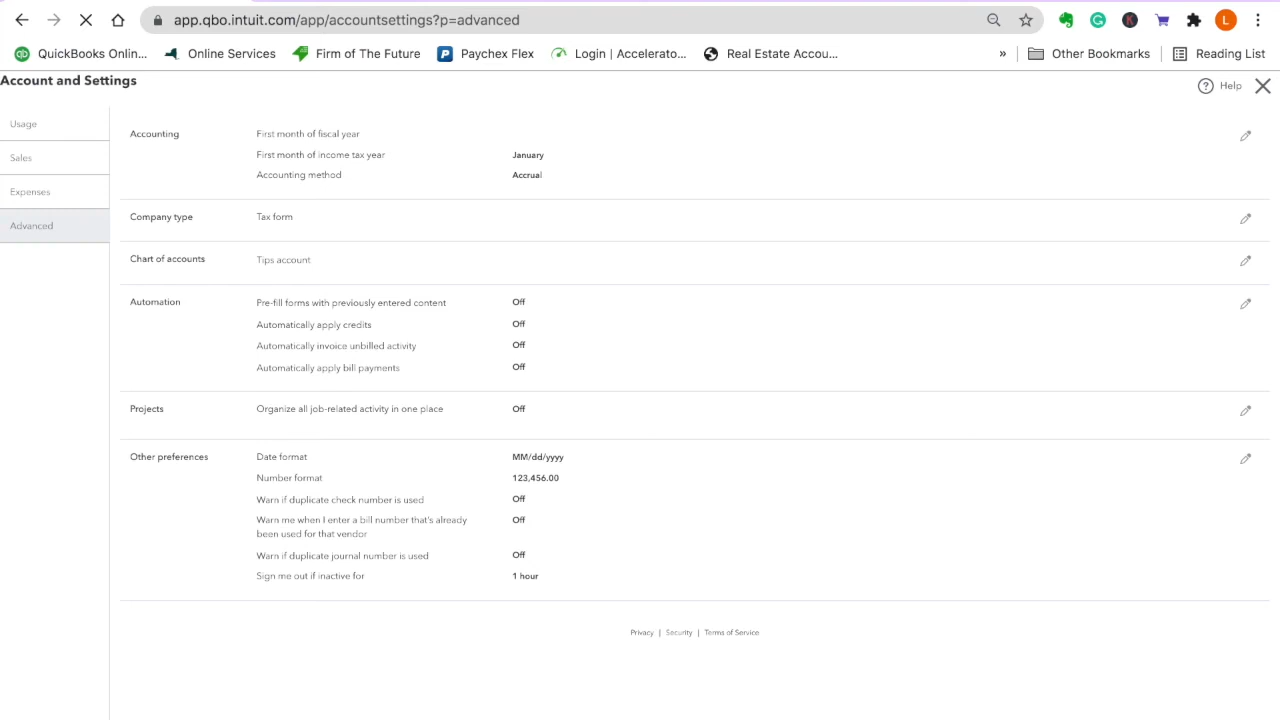 app.qbo.intuit.com/app/accountsettings?p=advanced
L
QuickBooks Onlin... Online Services Firm of The Future Paychex Flex Login | Accelerato... Real Estate Accou... » Other Bookmarks Reading List
Account and Settings
Help
Usage
Sales
Expenses
Advanced
Accounting First month of fiscal year
First month of income tax year January
Accounting method Accrual
Company type Tax form
Chart of accounts Tips account
Automation Pre-fill forms with previously entered content Off
Automatically apply credits Off
Automatically invoice unbilled activity Off
Automatically apply bill payments Off
Projects Organize all job-related activity in one place Off
Other preferences Date format MM/dd/yyyy
Number format 123,456.00
Warn if duplicate check number is used Off
Warn me when I enter a bill number that's already Off
been used for that vendor
Warn if duplicate journal number is used Off
Sign me out if inactive for 1 hour
Privacy | Security | Terms of Service